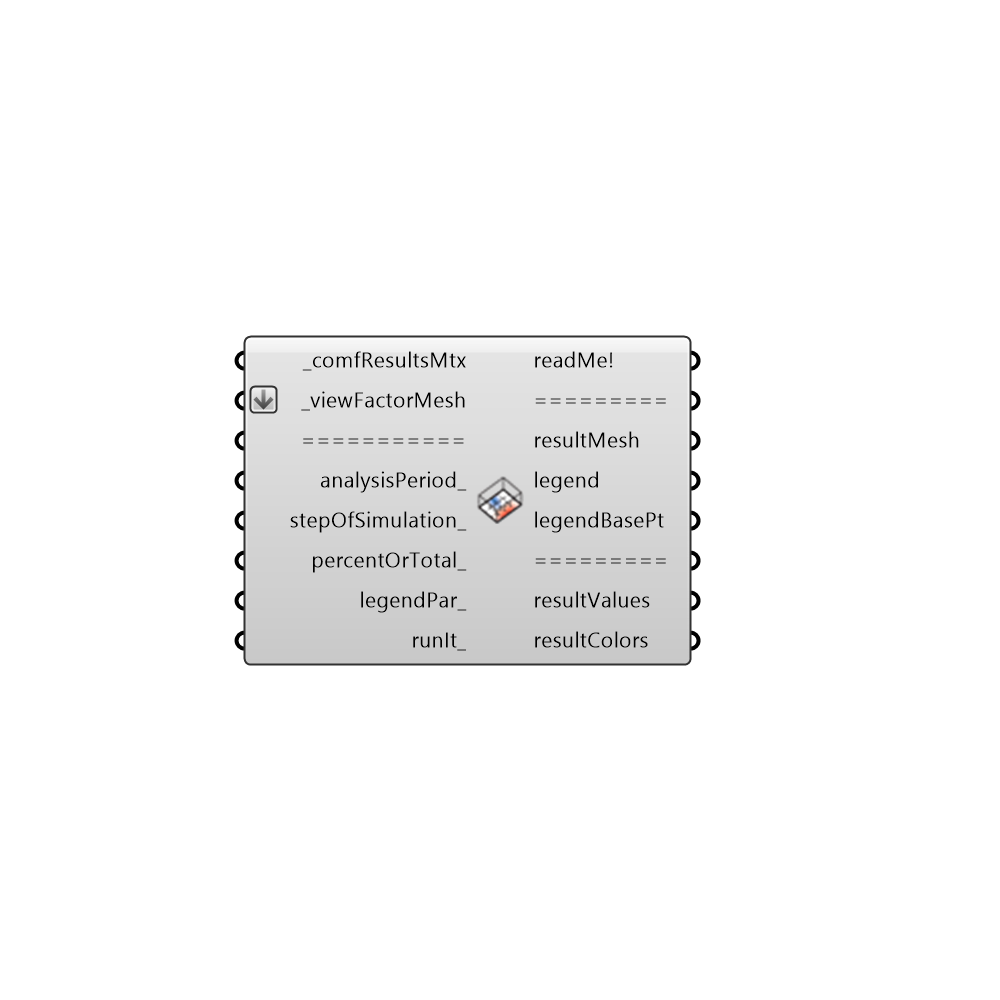 _comfResultsMtx readMe!
_viewFactorMesh =========
=========== resultMesh
analysisPeriod_ legend
stepOfSimulation_ legendBasePt
percentOrTotal_ =========
legendPar_ resultValues
runIt_ resultColors